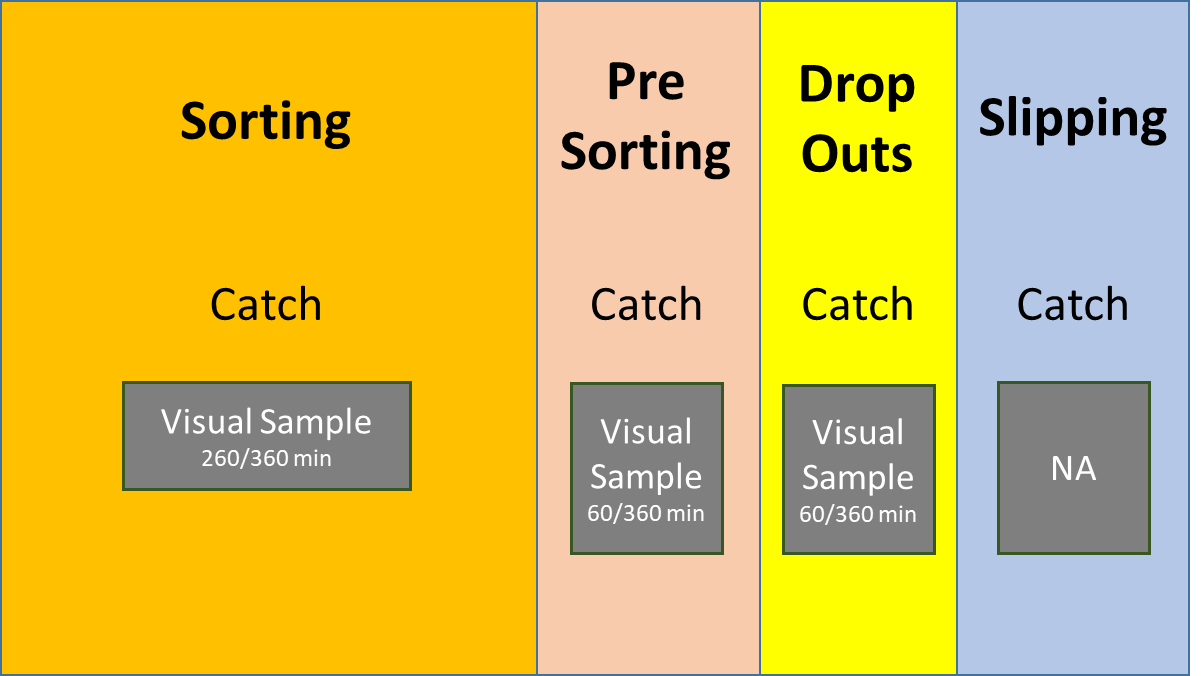 Sorting
Pre
Sorting
Drop
Outs
Slipping
Catch
Catch
Catch
Catch
Visual Sample
260/360 min
Visual
Sample
60/360 min
Visual
Sample
60/360 min
NA